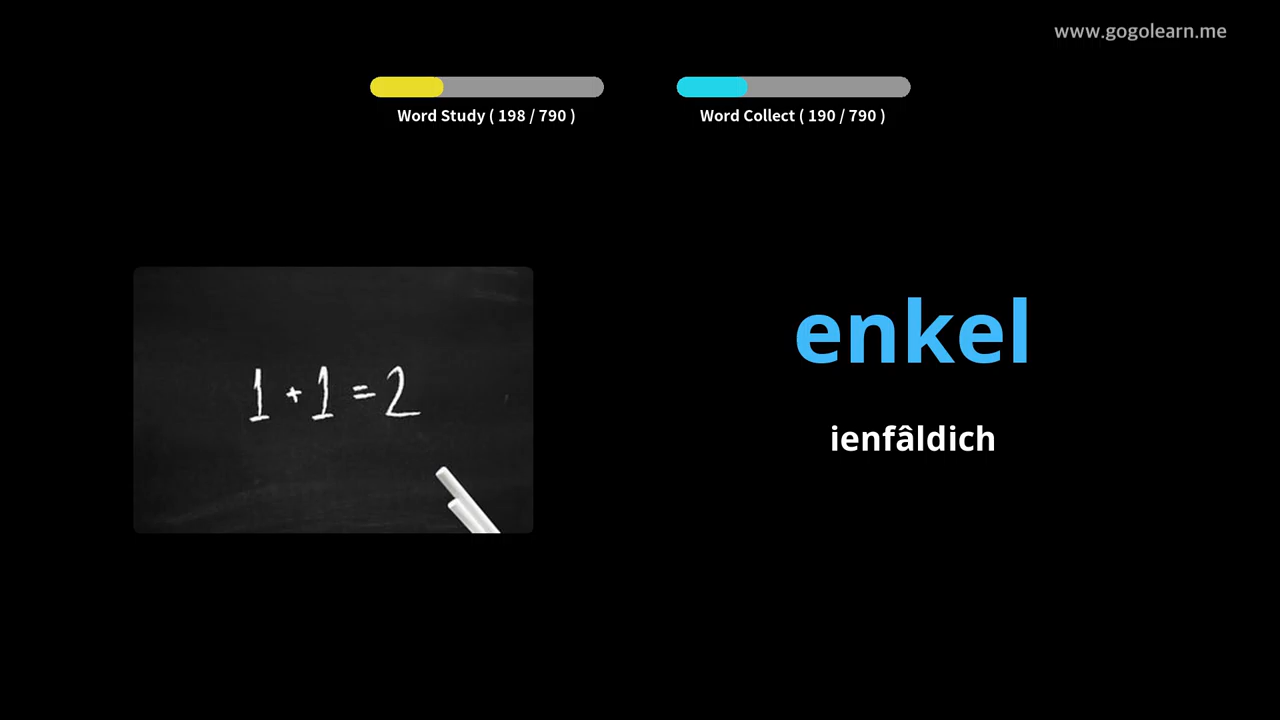 www.gogolearn.me
Word Study ( 198 / 790 )
Word Collect ( 190 / 790 )
1 + 1 = 2
enkel
ienfâldich